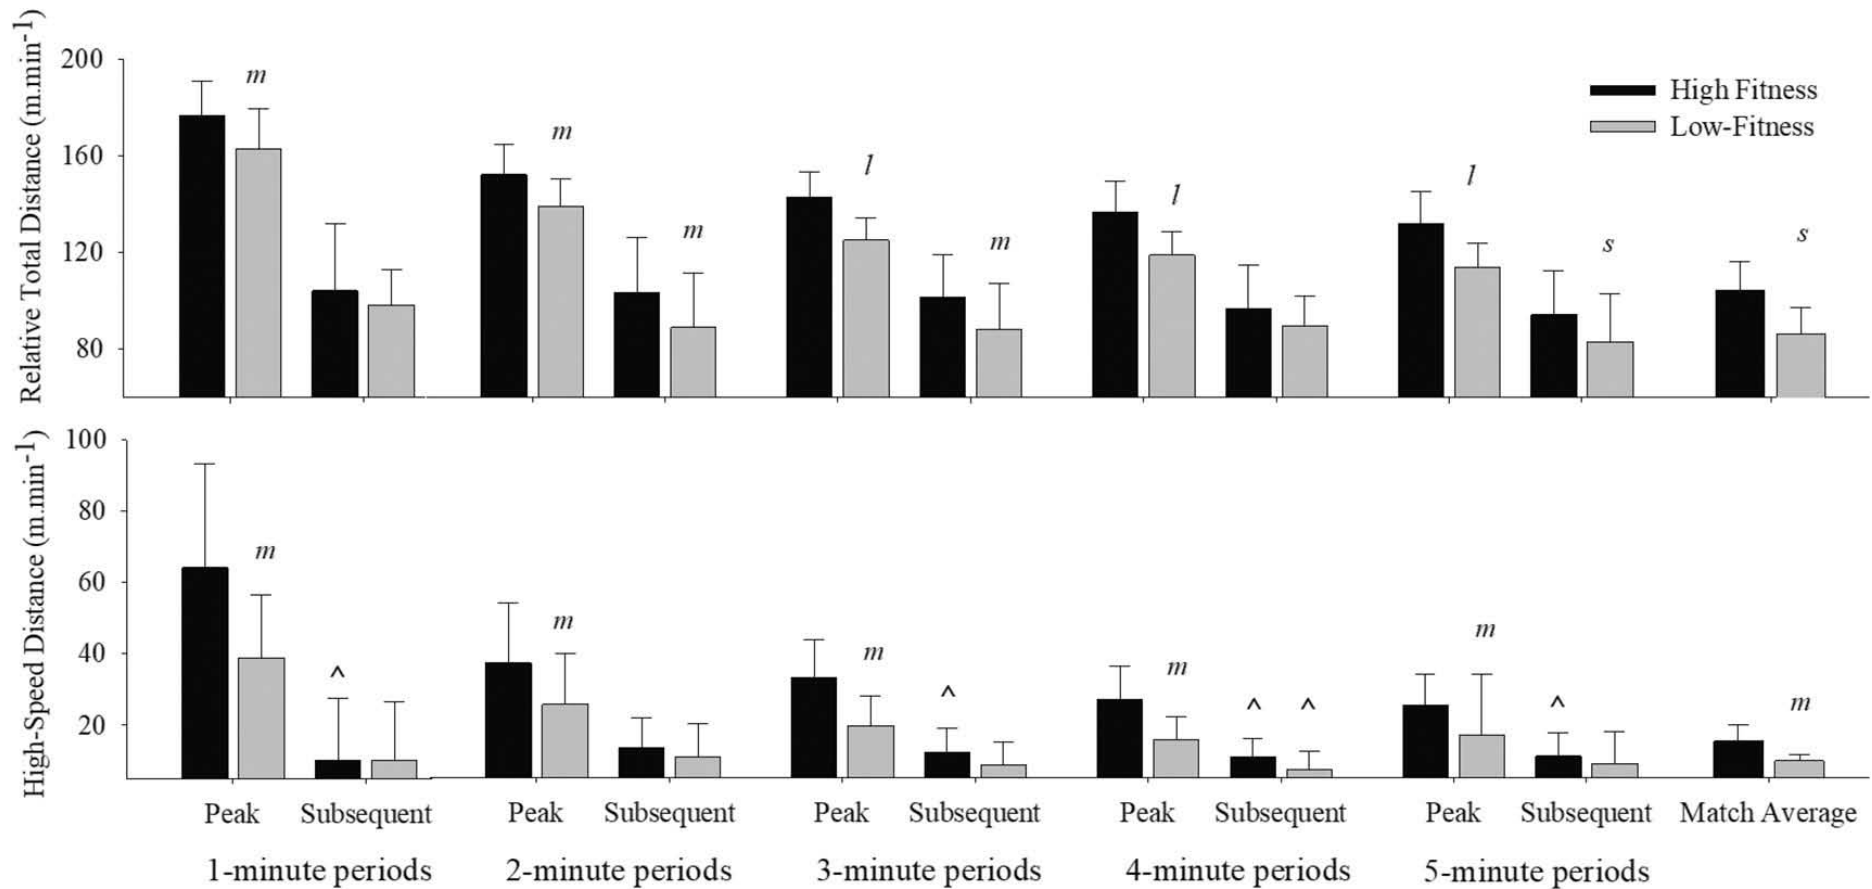 Relative Total Distance (m.min-1)
200
160
120
80
m
m
m
l
m
l
l
s
s
High Fitness
Low-Fitness
High-Speed Distance (m.min-1)
100
80
60
40
20
m
^
m
m
^
m
^
^
m
^
m
Peak Subsequent Peak Subsequent Peak Subsequent Peak Subsequent Peak Subsequent Match Average
1-minute periods 2-minute periods 3-minute periods 4-minute periods 5-minute periods